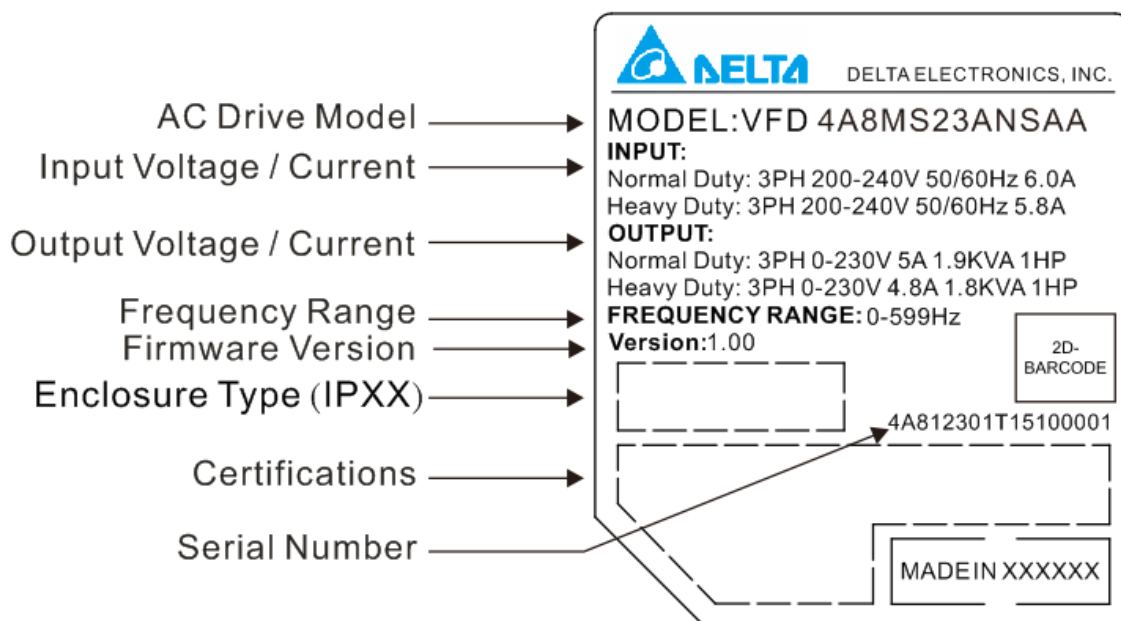 DELTA DELTA ELECTRONICS, INC.
AC Drive Model
MODEL:VFD 4A8MS23ANSAA
Input Voltage / Current
INPUT:
Normal Duty: 3PH 200-240V 50/60Hz 6.0A
Heavy Duty: 3PH 200-240V 50/60Hz 5.8A
Output Voltage / Current
OUTPUT:
Normal Duty: 3PH 0-230V 5A 1.9KVA 1HP
Heavy Duty: 3PH 0-230V 4.8A 1.8KVA 1HP
Frequency Range
FREQUENCY RANGE: 0-599Hz
Firmware Version
Version:1.00
2D-
BARCODE
Enclosure Type (IPXX)
4A812301T15100001
Certifications
Serial Number
MADE IN XXXXXX